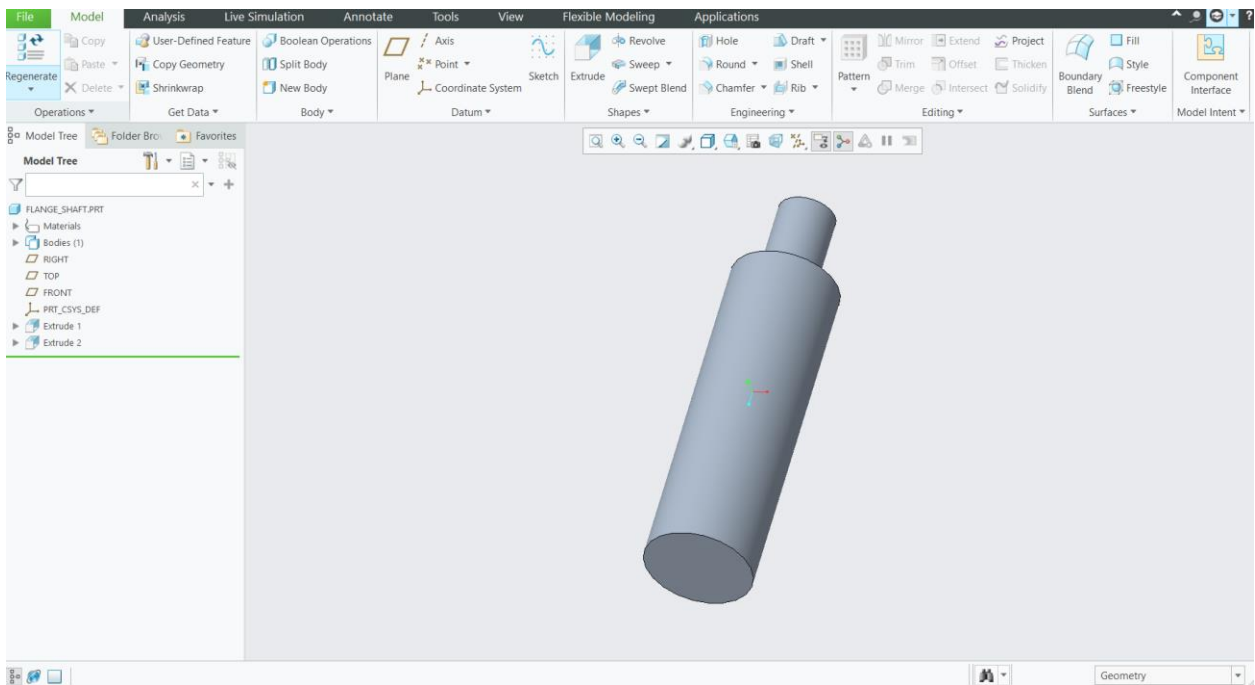 File Model Analysis Live Simulation Annotate Tools View Flexible Modeling Applications ?
Copy User-Defined Feature Boolean Operations Axis Revolve Hole Draft Mirror Extend Project Fill
Regenerate Paste Copy Geometry Split Body Plane Point Sketch Extrude Sweep Round Shell Pattern Trim Offset Thicken Boundary Blend Style Component Interface
Delete Shrinkwrap New Body Coordinate System Swept Blend Chamfer Rib Merge Intersect Solidify Freestyle
Operations Get Data Body Datum Shapes Engineering Editing Surfaces Model Intent
Model Tree Folder Bro Favorites
Model Tree
FLANGE_SHAFT.PRT
Materials
Bodies (1)
RIGHT
TOP
FRONT
PRT_CSYS_DEF
Extrude 1
Extrude 2
Geometry